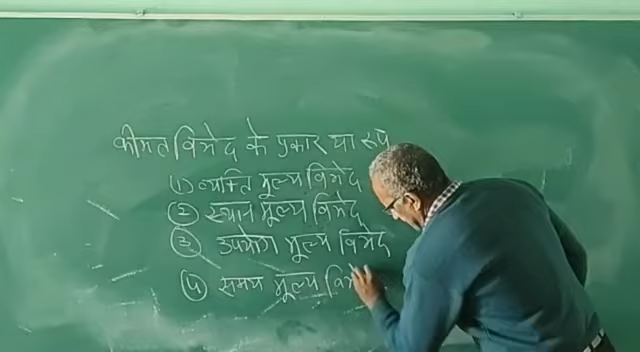 कीमत विभेद के प्रकार या रूप
(1) व्यक्ति मूल्य विभेद
(2) स्थान मूल्य विभेद
(3) उपयोग मूल्य विभेद
(4) समय मूल्य विभे